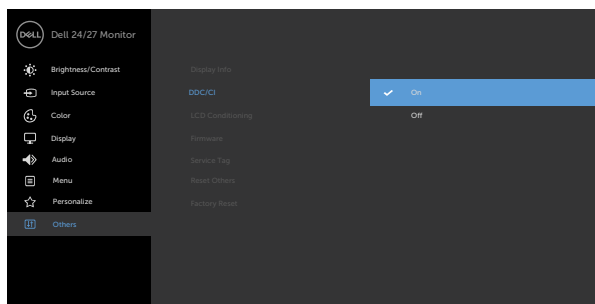 DELL
Dell 24/27 Monitor
Brightness/Contrast
Input Source
Color
Display
Audio
Menu
Personalize
Others
Display Info
DDC/CI
LCD Conditioning
Firmware
Service Tag
Reset Others
Factory Reset
On
Off